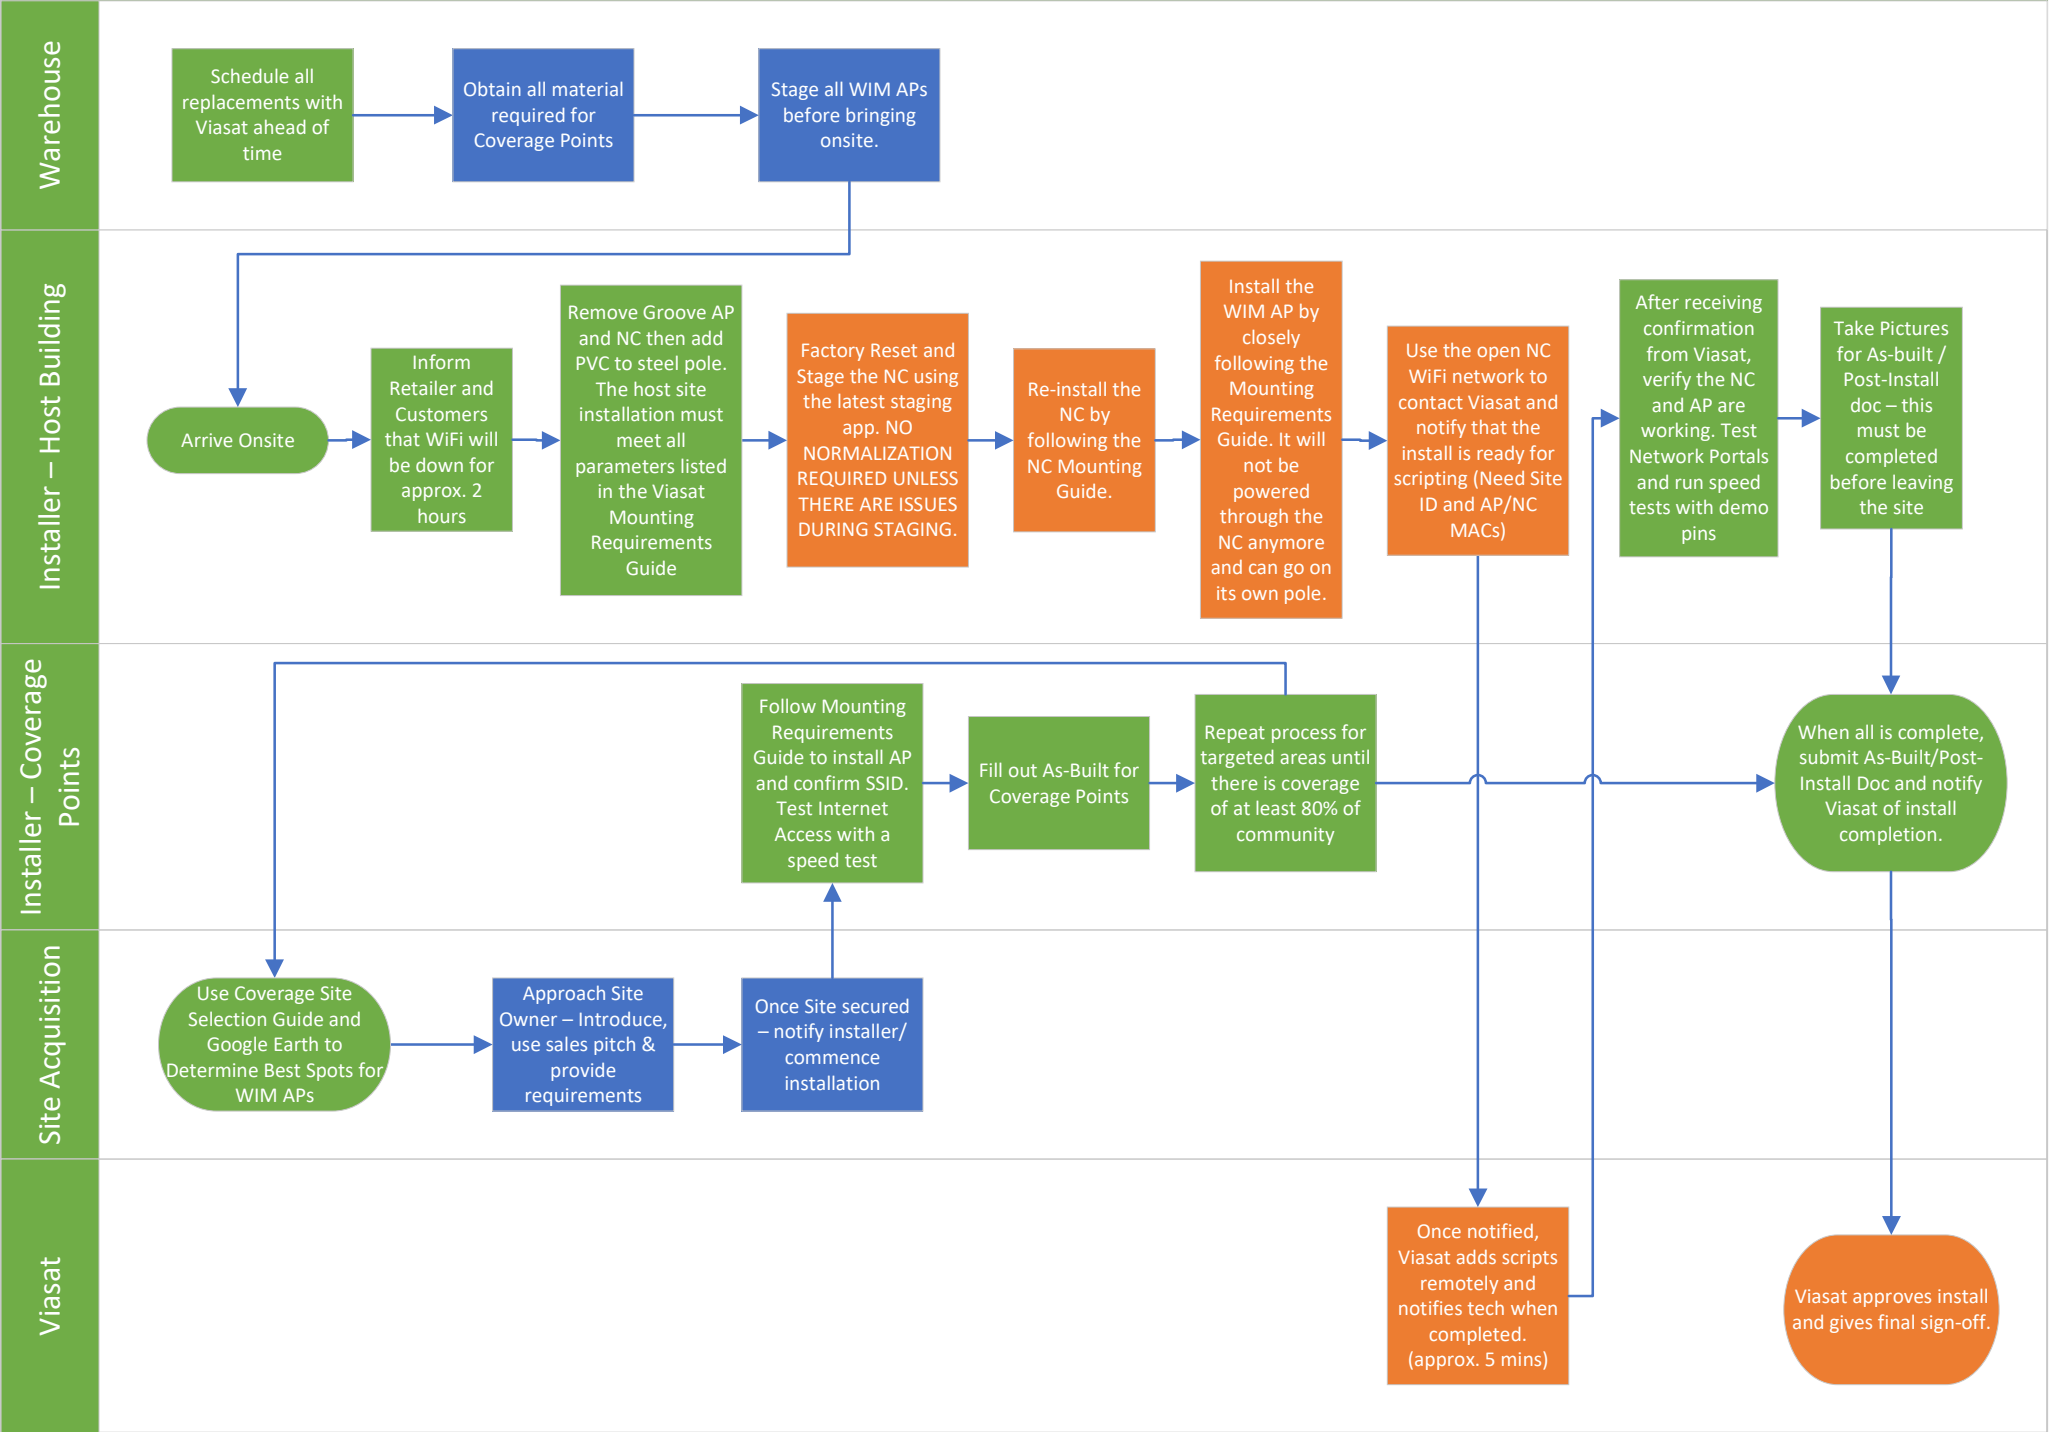 Warehouse
Schedule all
replacements with
Viasat ahead of
time
Obtain all material
required for
Coverage Points
Stage all WIM APs
before bringing
onsite.
Installer – Host Building
Arrive Onsite
Inform
Retailer and
Customers
that WiFi will
be down for
approx. 2
hours
Remove Groove AP
and NC then add
PVC to steel pole.
The host site
installation must
meet all
parameters listed
in the Viasat
Mounting
Requirements
Guide
Factory Reset and
Stage the NC using
the latest staging
app. NO
NORMALIZATION
REQUIRED UNLESS
THERE ARE ISSUES
DURING STAGING.
Re-install the
NC by
following the
NC Mounting
Guide.
Install the
WIM AP by
closely
following the
Mounting
Requirements
Guide. It will
not be
powered
through the
NC anymore
and can go on
its own pole.
Use the open NC
WiFi network to
contact Viasat and
notify that the
install is ready for
scripting (Need Site
ID and AP/NC
MACs)
After receiving
confirmation
from Viasat,
verify the NC
and AP are
working. Test
Network Portals
and run speed
tests with demo
pins
Take Pictures
for As-built /
Post-Install
doc – this
must be
completed
before leaving
the site
Installer – Coverage
Points
Follow Mounting
Requirements
Guide to install AP
and confirm SSID.
Test Internet
Access with a
speed test
Fill out As-Built for
Coverage Points
Repeat process for
targeted areas until
there is coverage
of at least 80% of
community
When all is complete,
submit As-Built/Post-
Install Doc and notify
Viasat of install
completion.
Site Acquisition
Use Coverage Site
Selection Guide and
Google Earth to
Determine Best Spots for
WIM APs
Approach Site
Owner – Introduce,
use sales pitch &
provide
requirements
Once Site secured
– notify installer/
commence
installation
Viasat
Once notified,
Viasat adds scripts
remotely and
notifies tech when
completed.
(approx. 5 mins)
Viasat approves install
and gives final sign-off.